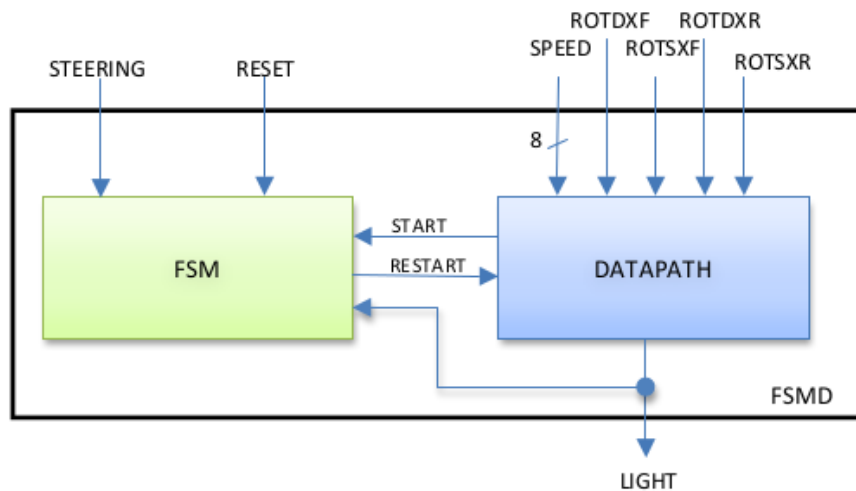 ROTDXF ROTDXR
SPEED ROTSXF
STEERING RESET ROTSXR
8
START
FSM RESTART DATAPATH
FSMD
LIGHT